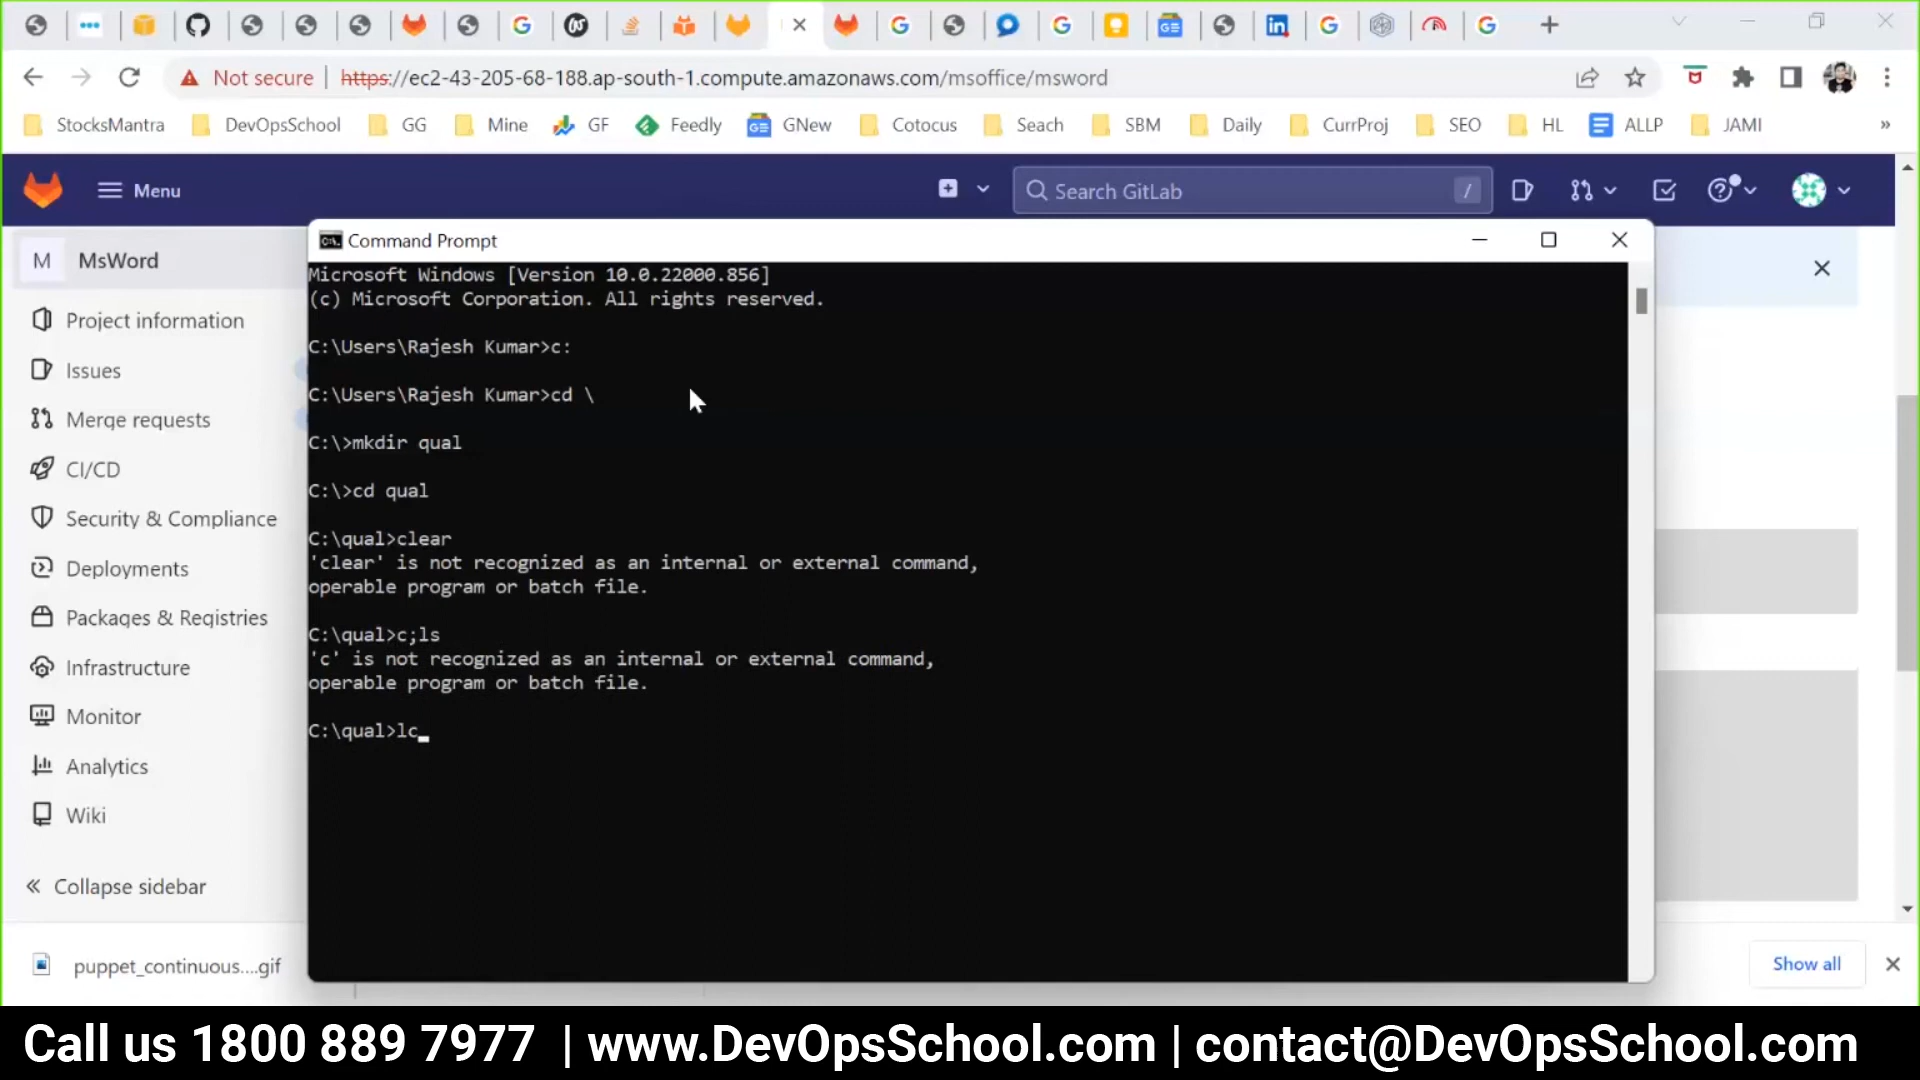 Not secure | https://ec2-43-205-68-188.ap-south-1.compute.amazonaws.com/msoffice/msword
StocksMantra DevOpsSchool GG Mine GF Feedly GNew Cotocus Seach SBM Daily CurrProj SEO HL ALLP JAMI »
Menu
Search GitLab /
M MsWord
Project information
Issues
Merge requests
CI/CD
Security & Compliance
Deployments
Packages & Registries
Infrastructure
Monitor
Analytics
Wiki
Collapse sidebar
Command Prompt
Microsoft Windows [Version 10.0.22000.856]
(c) Microsoft Corporation. All rights reserved.
C:\Users\Rajesh Kumar>c:
C:\Users\Rajesh Kumar>cd \
C:\>mkdir qual
C:\>cd qual
C:\qual>clear
'clear' is not recognized as an internal or external command,
operable program or batch file.
C:\qual>c;ls
'c' is not recognized as an internal or external command,
operable program or batch file.
C:\qual>lc_
puppet_continuous....gif
Show all
Call us 1800 889 7977 | www.DevOpsSchool.com | contact@DevOpsSchool.com